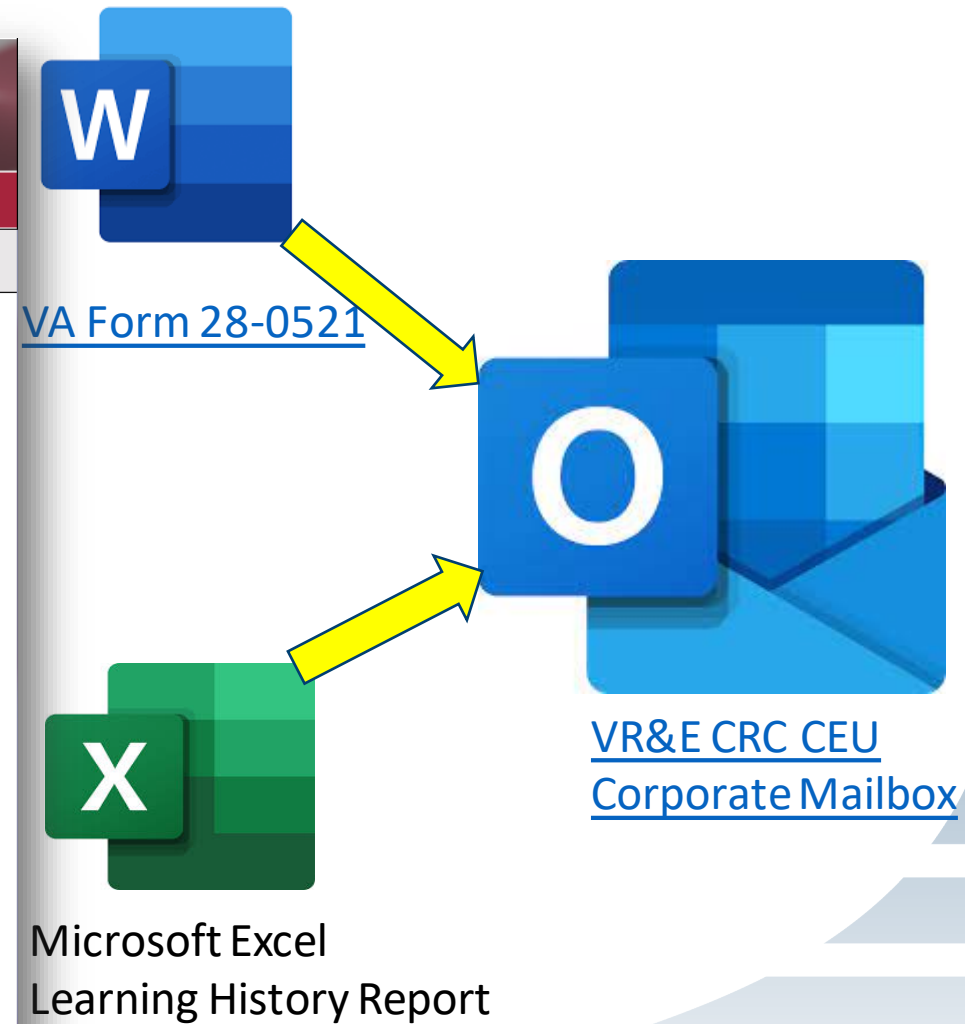 W
VA Form 28-0521
O
VR&E CRC CEU
Corporate Mailbox
X
Microsoft Excel
Learning History Report